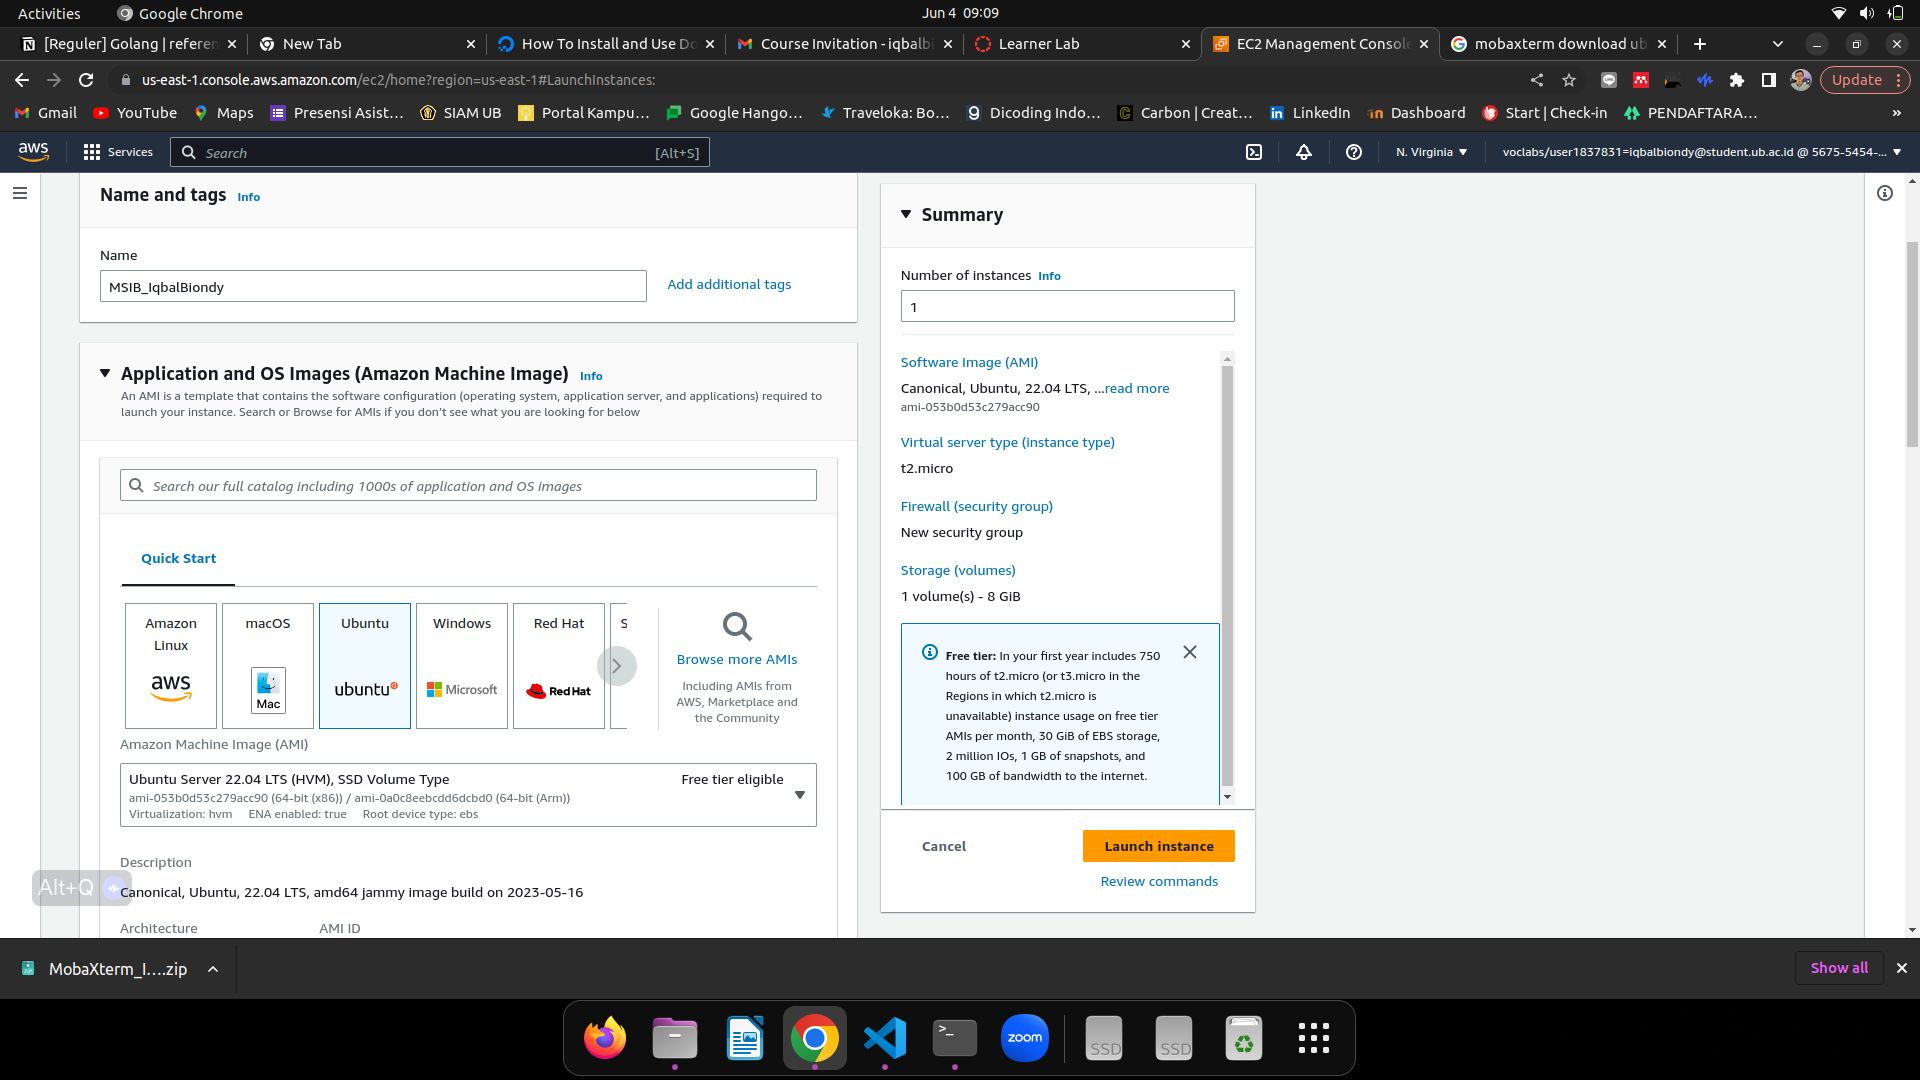 Activities
Google Chrome
Jun 4 09:09
[Reguler] Golang | referen
New Tab
How To Install and Use Do
Course Invitation - iqbalbi
Learner Lab
EC2 Management Console
mobaxterm download ub
us-east-1.console.aws.amazon.com/ec2/home?region=us-east-1#LaunchInstances:
Update
Gmail
YouTube
Maps
Presensi Asist...
SIAM UB
Portal Kampu...
Google Hango...
Traveloka: Bo...
Dicoding Indo...
Carbon | Creat...
LinkedIn
Dashboard
Start | Check-in
PENDAFTARA...
»
aws
Services
Search
[Alt+S]
N. Virginia
voclabs/user1837831=iqbalbiondy@student.ub.ac.id @ 5675-5454-...
Name and tags Info
Name
MSIB_IqbalBiondy
Add additional tags
Application and OS Images (Amazon Machine Image) Info
An AMI is a template that contains the software configuration (operating system, application server, and applications) required to
launch your instance. Search or Browse for AMIs if you don't see what you are looking for below
Search our full catalog including 1000s of application and OS images
Quick Start
Amazon
Linux
aws
macOS
Mac
Ubuntu
ubuntu
Windows
Microsoft
Red Hat
Red Hat
S
Browse more AMIs
Including AMIs from
AWS, Marketplace and
the Community
Amazon Machine Image (AMI)
Ubuntu Server 22.04 LTS (HVM), SSD Volume Type
Free tier eligible
ami-053b0d53c279acc90 (64-bit (x86)) / ami-0a0c8eebcdd6dcbd0 (64-bit (Arm))
Virtualization: hvm ENA enabled: true Root device type: ebs
Description
Canonical, Ubuntu, 22.04 LTS, amd64 jammy image build on 2023-05-16
Alt+Q
Architecture
AMI ID
Summary
Number of instances Info
1
Software Image (AMI)
Canonical, Ubuntu, 22.04 LTS, ...read more
ami-053b0d53c279acc90
Virtual server type (instance type)
t2.micro
Firewall (security group)
New security group
Storage (volumes)
1 volume(s) - 8 GiB
Free tier: In your first year includes 750
hours of t2.micro (or t3.micro in the
Regions in which t2.micro is
unavailable) instance usage on free tier
AMIs per month, 30 GiB of EBS storage,
2 million IOs, 1 GB of snapshots, and
100 GB of bandwidth to the internet.
Cancel
Launch instance
Review commands
MobaXterm_I....zip
Show all
zoom
SSD
SSD